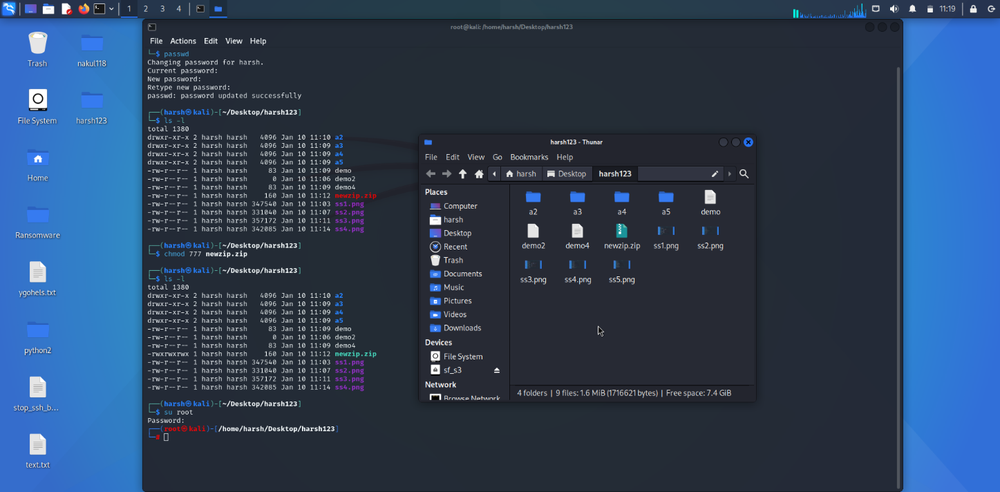 1 2 3 4
11:19
Trash
nakul118
File System
harsh123
Home
Ransomware
ygohels.txt
python2
stop_ssh_b...
text.txt
root@kali: /home/harsh/Desktop/harsh123
File Actions Edit View Help
└─$ passwd
Changing password for harsh.
Current password:
New password:
Retype new password:
passwd: password updated successfully
┌──(harsh㉿kali)-[~/Desktop/harsh123]
└─$ ls -l
total 1380
drwxr-xr-x 2 harsh harsh 4096 Jan 10 11:10 a2
drwxr-xr-x 2 harsh harsh 4096 Jan 10 11:09 a3
drwxr-xr-x 2 harsh harsh 4096 Jan 10 11:09 a4
drwxr-xr-x 2 harsh harsh 4096 Jan 10 11:09 a5
-rw-r--r-- 1 harsh harsh 83 Jan 10 11:09 demo
-rw-r--r-- 1 harsh harsh 0 Jan 10 11:06 demo2
-rw-r--r-- 1 harsh harsh 83 Jan 10 11:09 demo4
-rw-r--r-- 1 harsh harsh 160 Jan 10 11:12 newzip.zip
-rw-r--r-- 1 harsh harsh 347540 Jan 10 11:03 ss1.png
-rw-r--r-- 1 harsh harsh 331040 Jan 10 11:07 ss2.png
-rw-r--r-- 1 harsh harsh 357172 Jan 10 11:11 ss3.png
-rw-r--r-- 1 harsh harsh 342085 Jan 10 11:14 ss4.png
┌──(harsh㉿kali)-[~/Desktop/harsh123]
└─$ chmod 777 newzip.zip
┌──(harsh㉿kali)-[~/Desktop/harsh123]
└─$ ls -l
total 1380
drwxr-xr-x 2 harsh harsh 4096 Jan 10 11:10 a2
drwxr-xr-x 2 harsh harsh 4096 Jan 10 11:09 a3
drwxr-xr-x 2 harsh harsh 4096 Jan 10 11:09 a4
drwxr-xr-x 2 harsh harsh 4096 Jan 10 11:09 a5
-rw-r--r-- 1 harsh harsh 83 Jan 10 11:09 demo
-rw-r--r-- 1 harsh harsh 0 Jan 10 11:06 demo2
-rw-r--r-- 1 harsh harsh 83 Jan 10 11:09 demo4
-rwxrwxrwx 1 harsh harsh 160 Jan 10 11:12 newzip.zip
-rw-r--r-- 1 harsh harsh 347540 Jan 10 11:03 ss1.png
-rw-r--r-- 1 harsh harsh 331040 Jan 10 11:07 ss2.png
-rw-r--r-- 1 harsh harsh 357172 Jan 10 11:11 ss3.png
-rw-r--r-- 1 harsh harsh 342085 Jan 10 11:14 ss4.png
┌──(harsh㉿kali)-[~/Desktop/harsh123]
└─$ su root
Password:
┌──(root㉿kali)-[/home/harsh/Desktop/harsh123]
└─#
harsh123 - Thunar
File Edit View Go Bookmarks Help
harsh Desktop harsh123
Places
Computer
harsh
Desktop
Recent
Trash
Documents
Music
Pictures
Videos
Downloads
Devices
File System
sf_s3
Network
Browse Network
a2 a3 a4 a5 demo
demo2 demo4 newzip.zip ss1.png ss2.png
ss3.png ss4.png ss5.png
4 folders | 9 files: 1.6 MiB (1716621 bytes) | Free space: 7.4 GiB